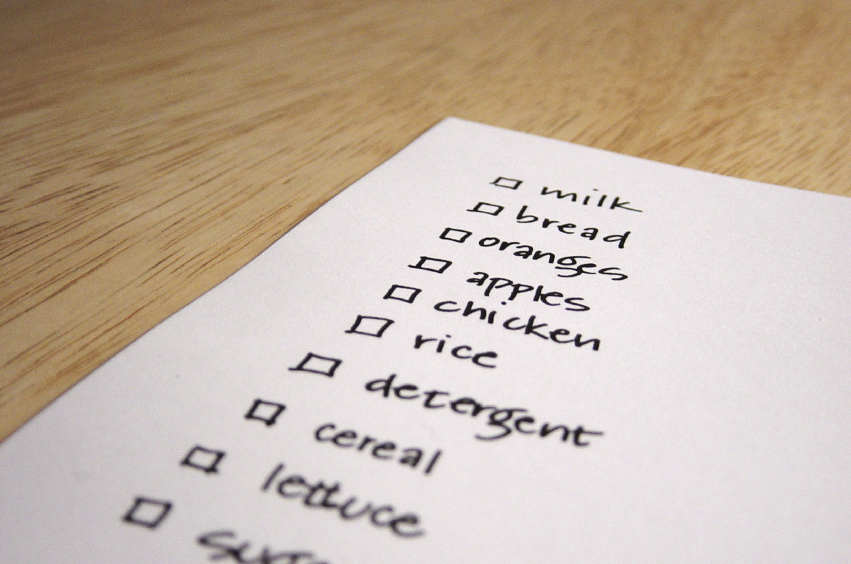 milk
bread
oranges
apples
chicken
rice
detergent
cereal
lettuce